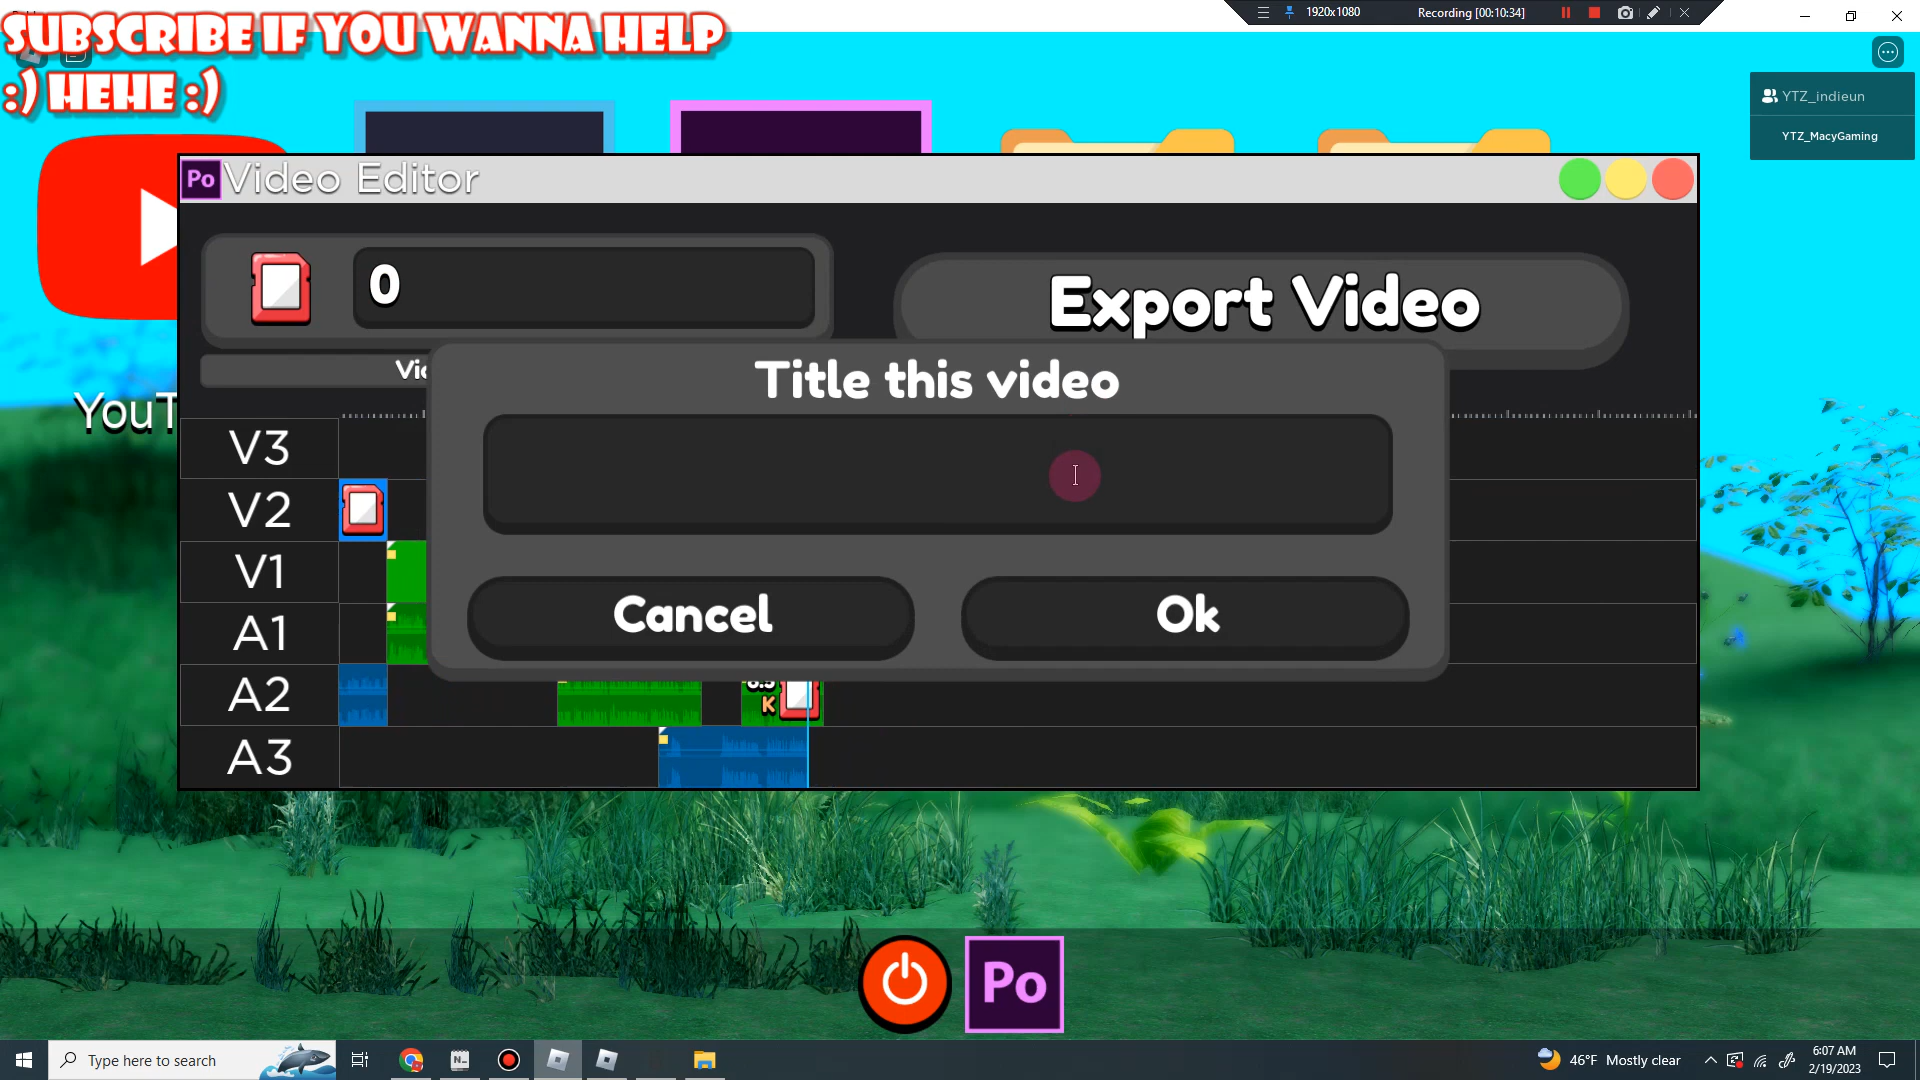 1920x1080
Recording [00:10:34]
SUBSCRIBE IF YOU WANNA HELP
:) HEHE :)
YTZ_indieun
YTZ_MacyGaming
Po Video Editor
0
Export Video
Vic
Title this video
YouT
V3
V2
V1
Cancel
Ok
A1
A2
K
A3
Po
Type here to search
46°F Mostly clear
6:07 AM
2/19/2023